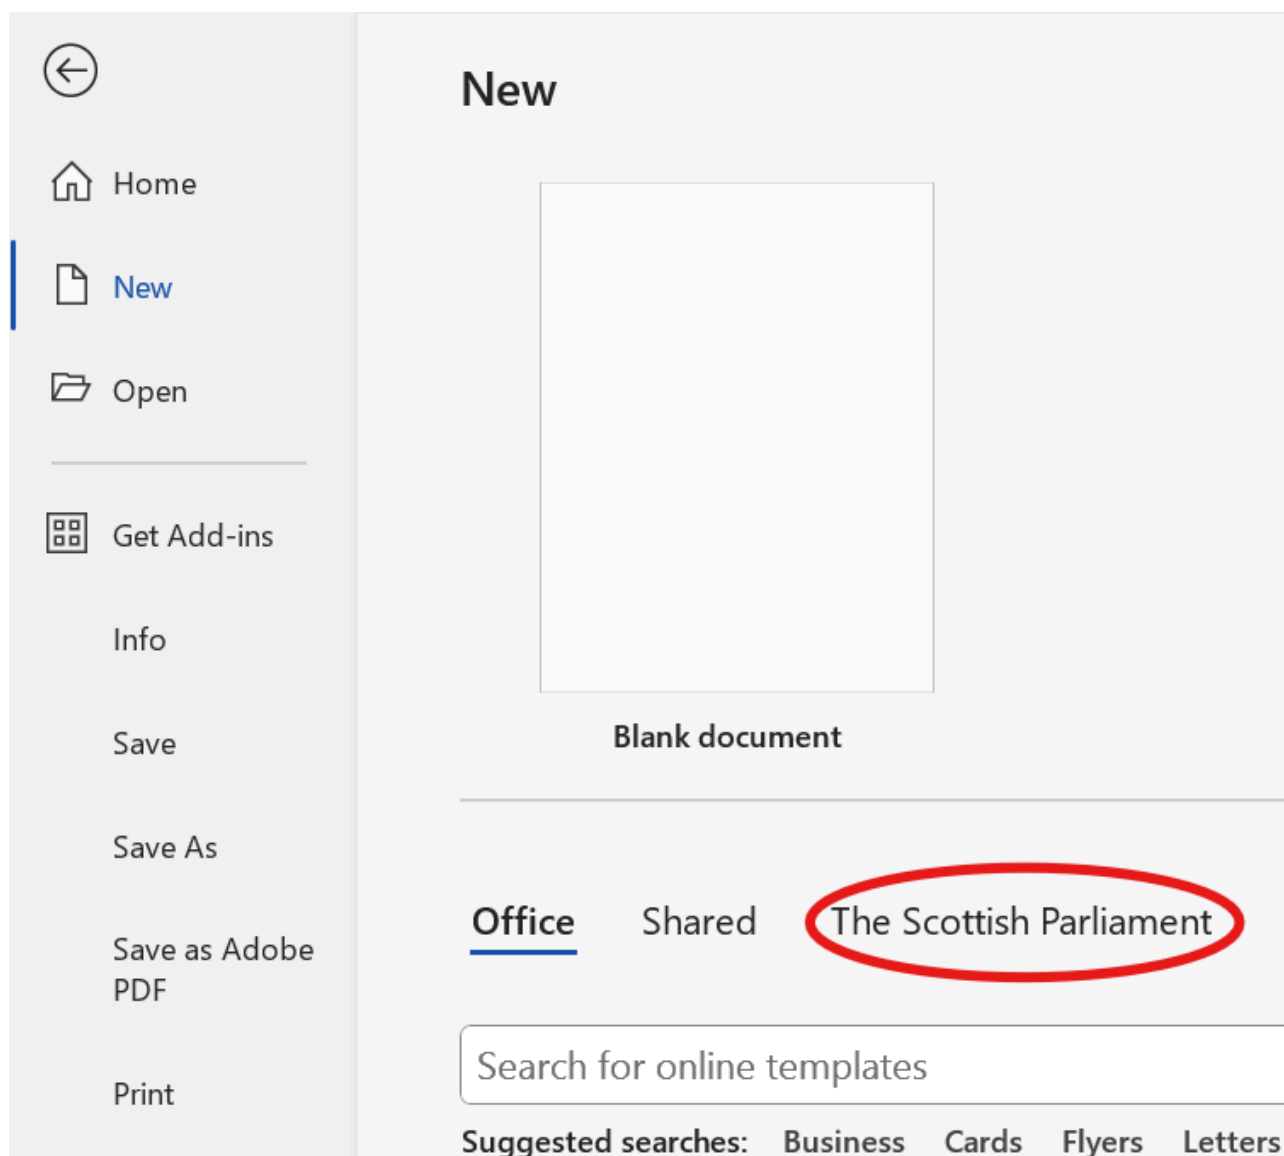 New
Home
New
Open
Get Add-ins
Info
Save
Save As
Save as Adobe
PDF
Print
Blank document
Office Shared The Scottish Parliament
Search for online templates
Suggested searches: Business Cards Flyers Letters